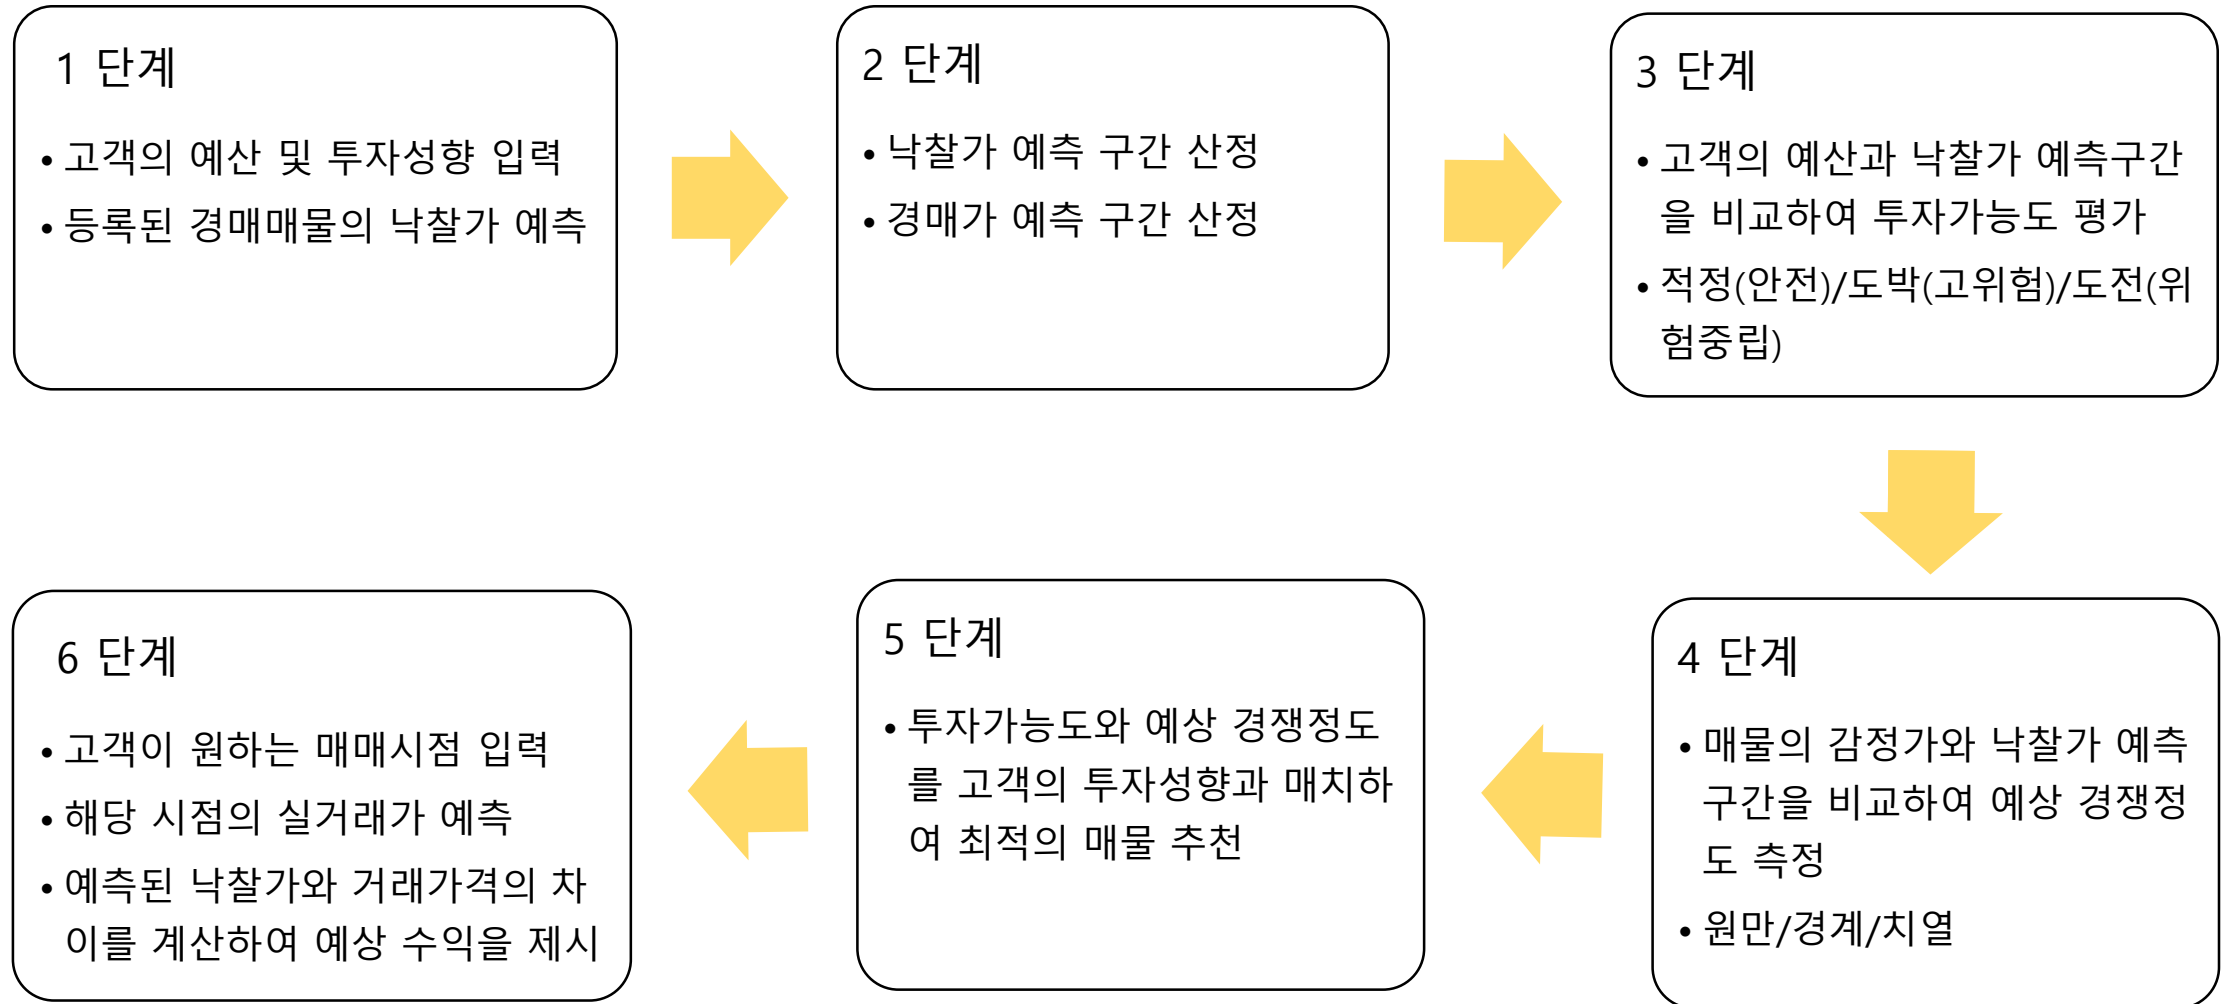 1 단계
• 고객의 예산 및 투자성향 입력
• 등록된 경매매물의 낙찰가 예측
2 단계
• 낙찰가 예측 구간 산정
• 경매가 예측 구간 산정
3 단계
• 고객의 예산과 낙찰가 예측구간
을 비교하여 투자가능도 평가
• 적정(안전)/도박(고위험)/도전(위
험중립)
4 단계
• 매물의 감정가와 낙찰가 예측
구간을 비교하여 예상 경쟁정
도 측정
• 원만/경계/치열
5 단계
• 투자가능도와 예상 경쟁정도
를 고객의 투자성향과 매치하
여 최적의 매물 추천
6 단계
• 고객이 원하는 매매시점 입력
• 해당 시점의 실거래가 예측
• 예측된 낙찰가와 거래가격의 차
이를 계산하여 예상 수익을 제시